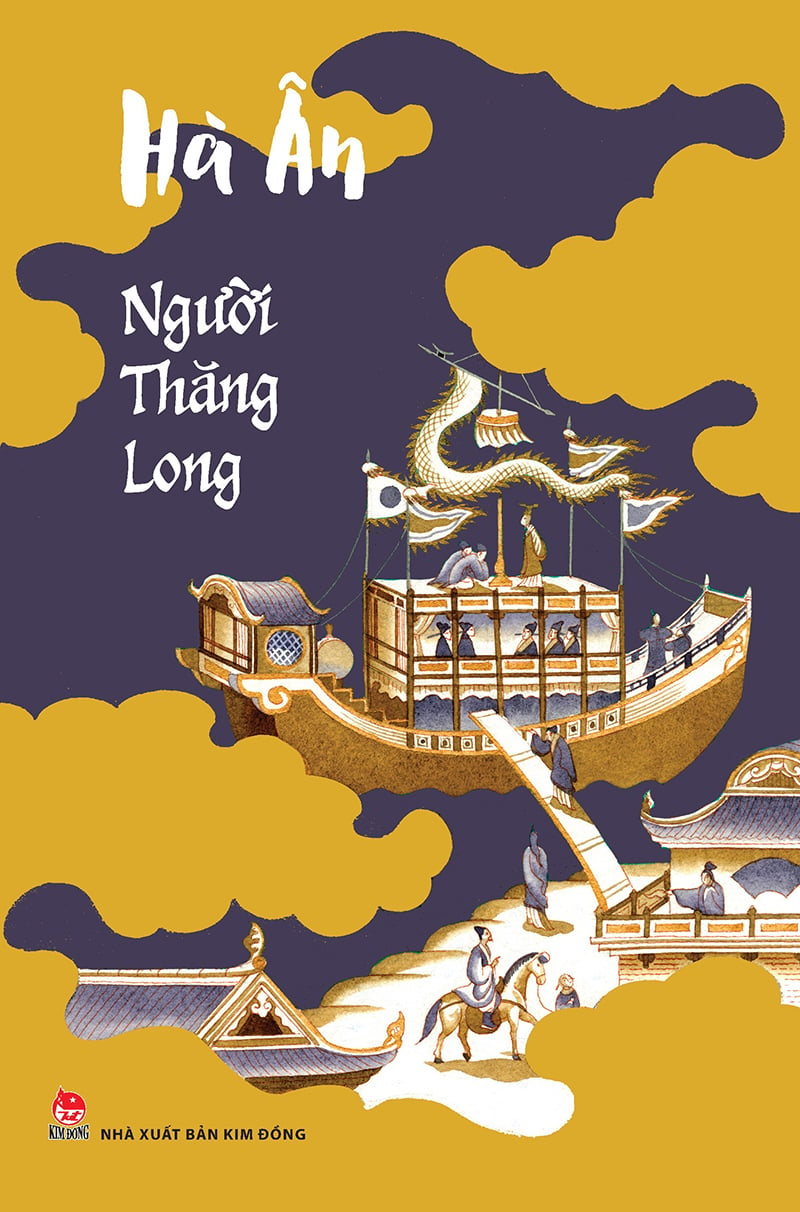 Hà Ân
Người
Thăng
Long
KIM ĐỒNG
NHÀ XUẤT BẢN KIM ĐỒNG